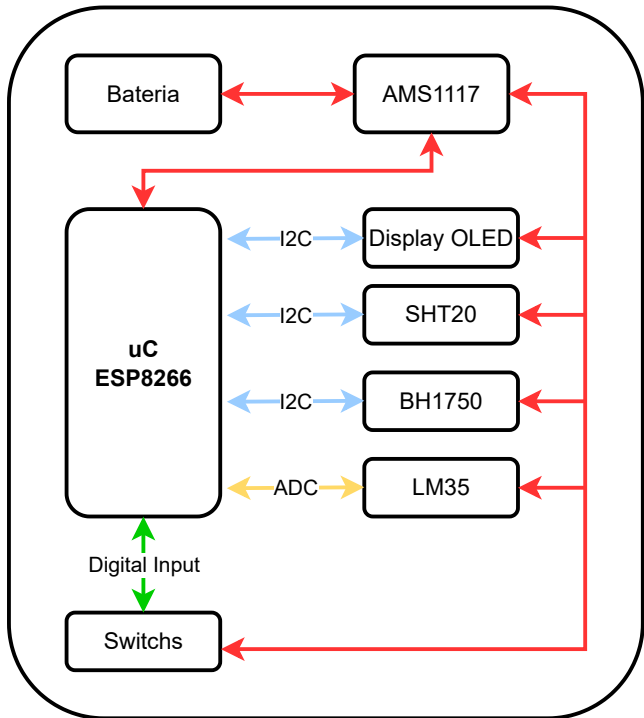 Bateria
AMS1117
I2C
Display OLED
I2C
SHT20
uC
ESP8266
I2C
BH1750
ADC
LM35
Digital Input
Switchs